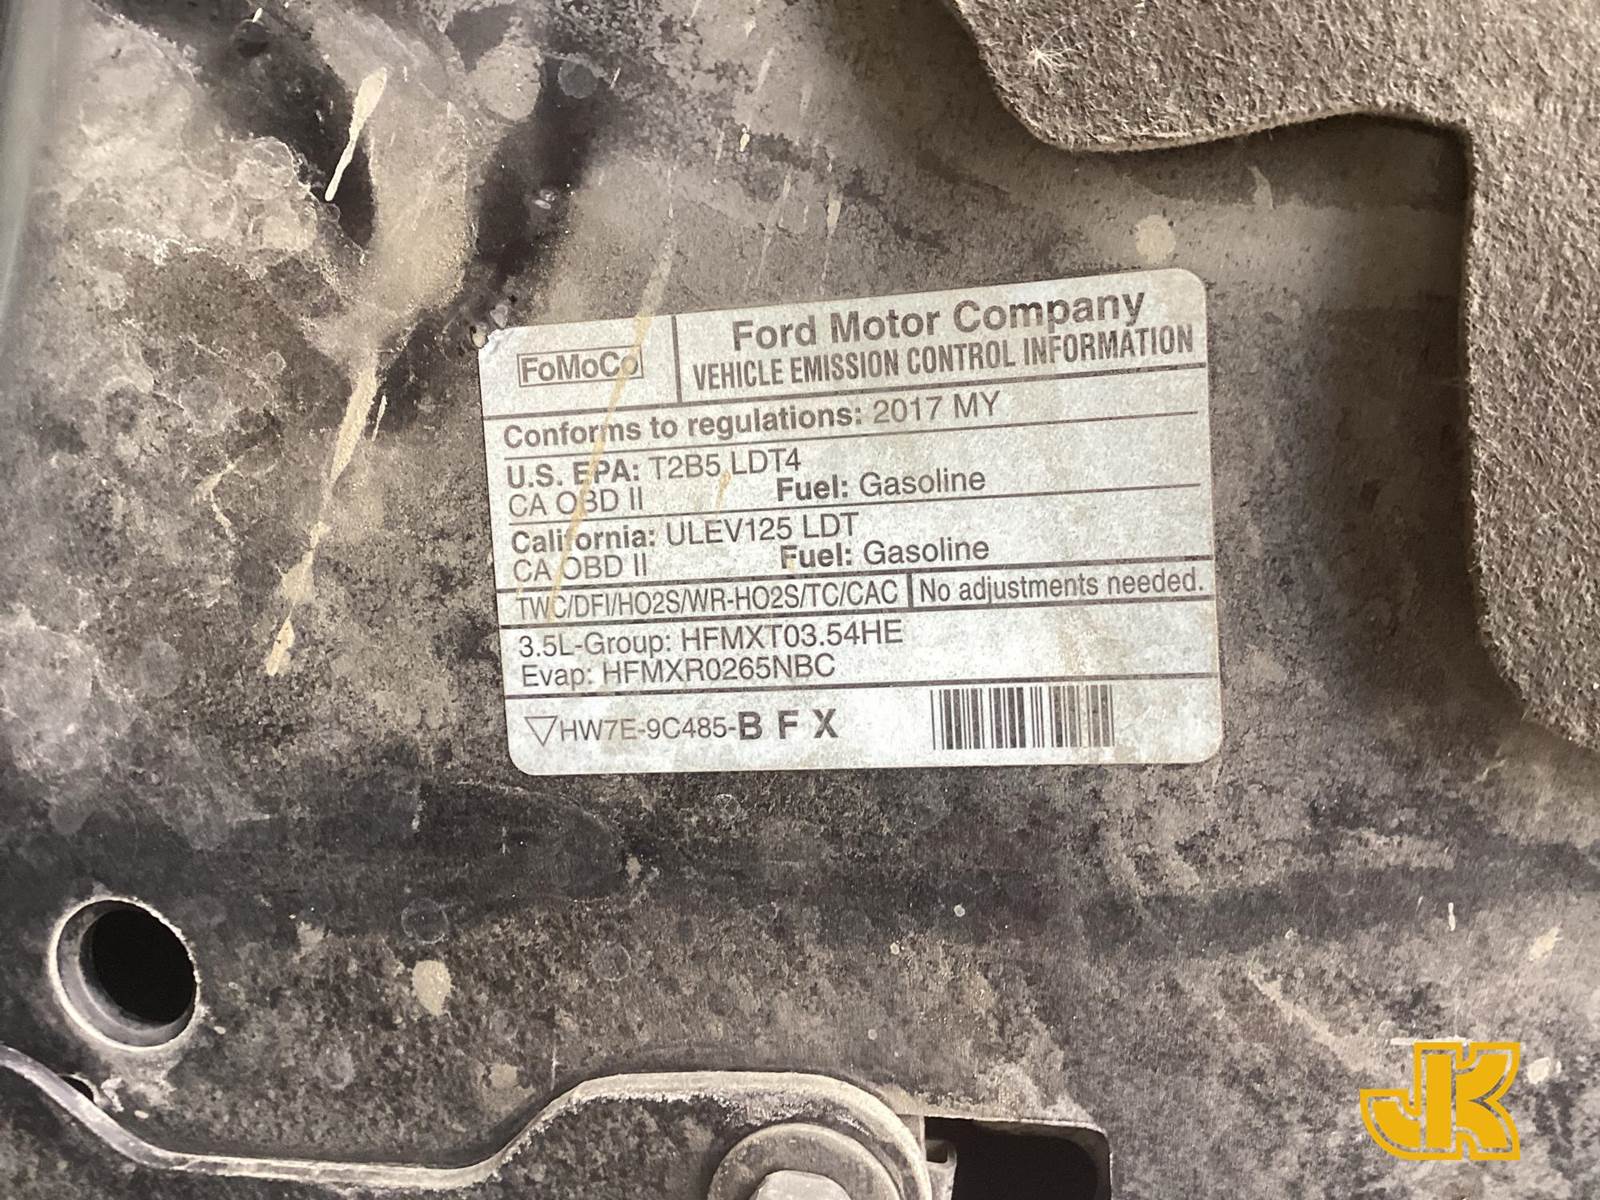 FoMoCo
Ford Motor Company
VEHICLE EMISSION CONTROL INFORMATION
Conforms to regulations: 2017 MY
U.S. EPA: T2B5 LDT4
CA OBD II Fuel: Gasoline
California: ULEV125 LDT
CA OBD II Fuel: Gasoline
TWC/DFI/HO2S/WR-HO2S/TC/CAC No adjustments needed.
3.5L-Group: HFMXT03.54HE
Evap: HFMXR0265NBC
▽HW7E-9C485-B F X
JK